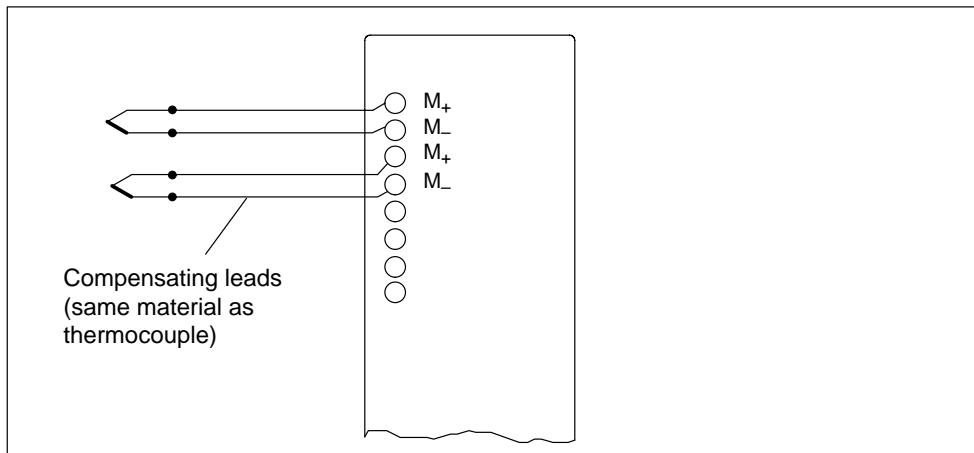 M+
M–
M+
M–
Compensating leads
(same material as
thermocouple)